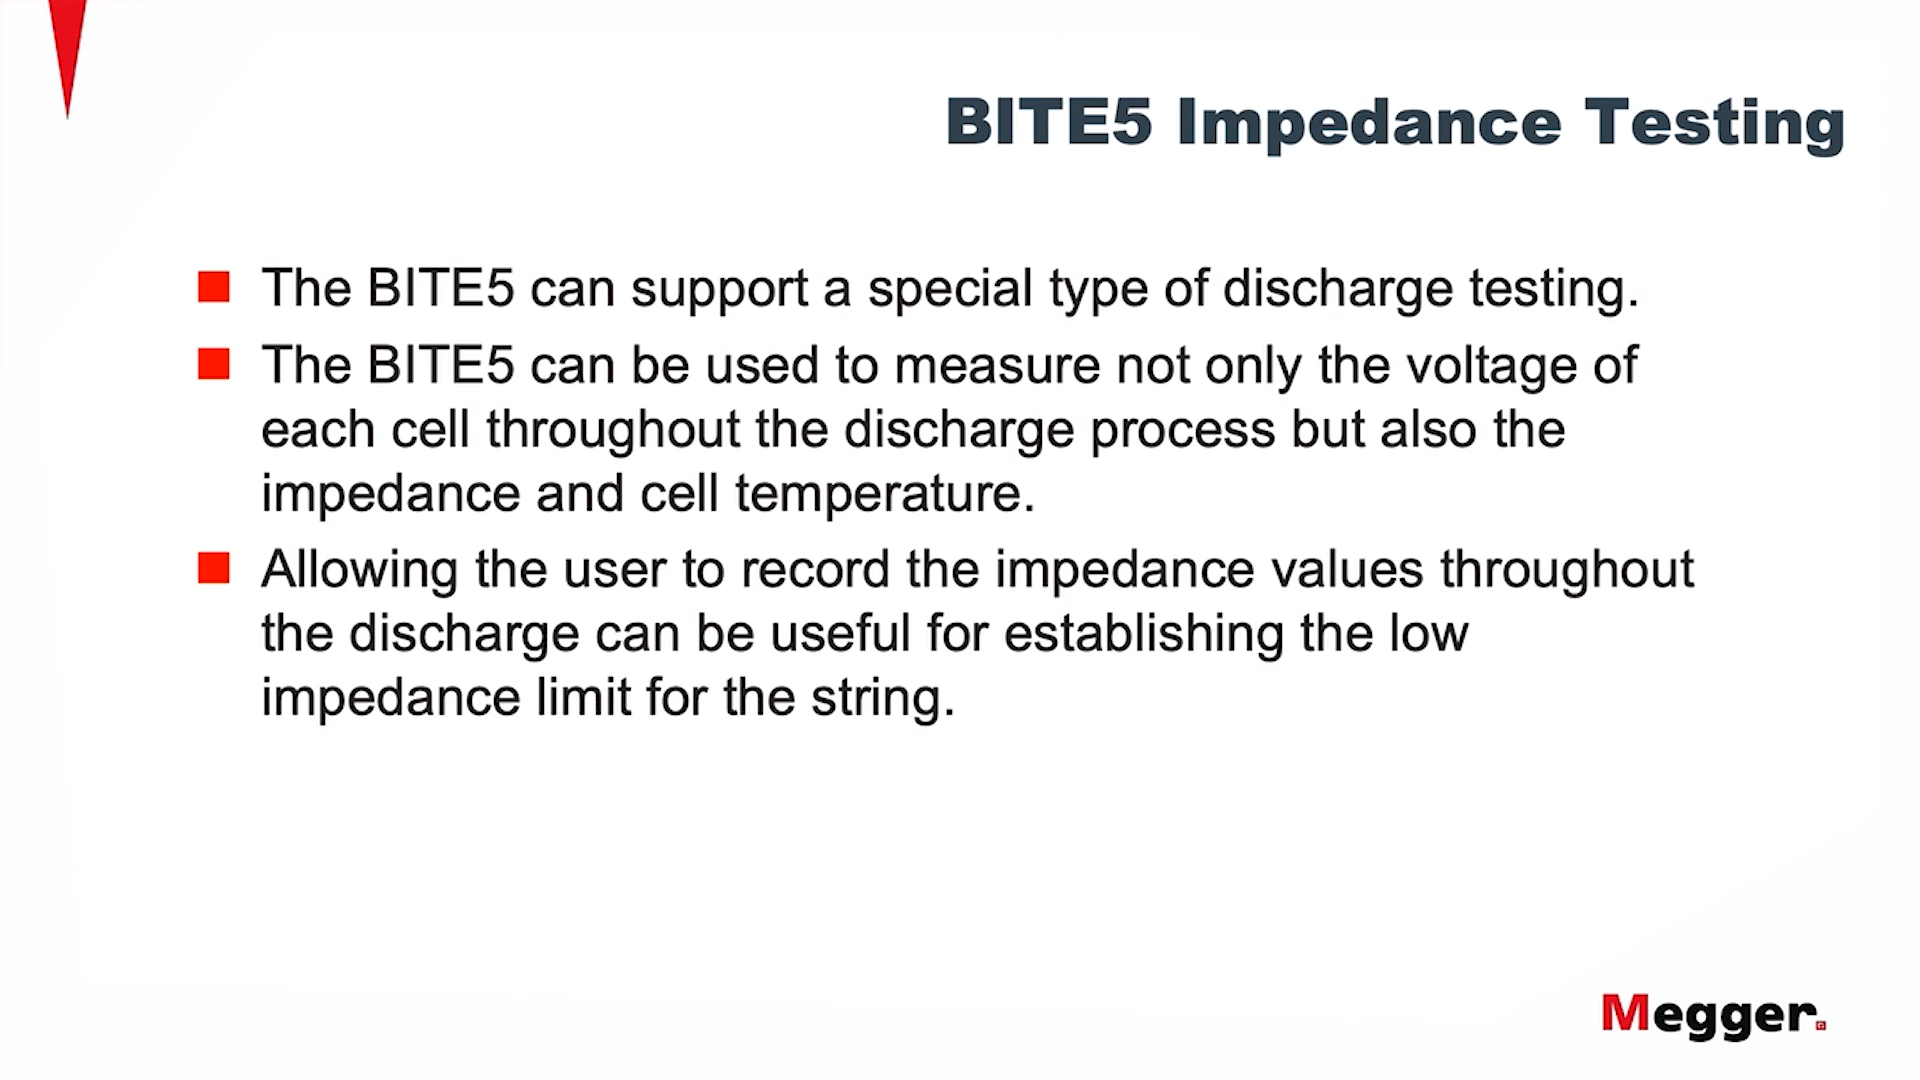 BITE5 Impedance Testing
The BITE5 can support a special type of discharge testing.
The BITE5 can be used to measure not only the voltage of
each cell throughout the discharge process but also the
impedance and cell temperature.
Allowing the user to record the impedance values throughout
the discharge can be useful for establishing the low
impedance limit for the string.
Megger.